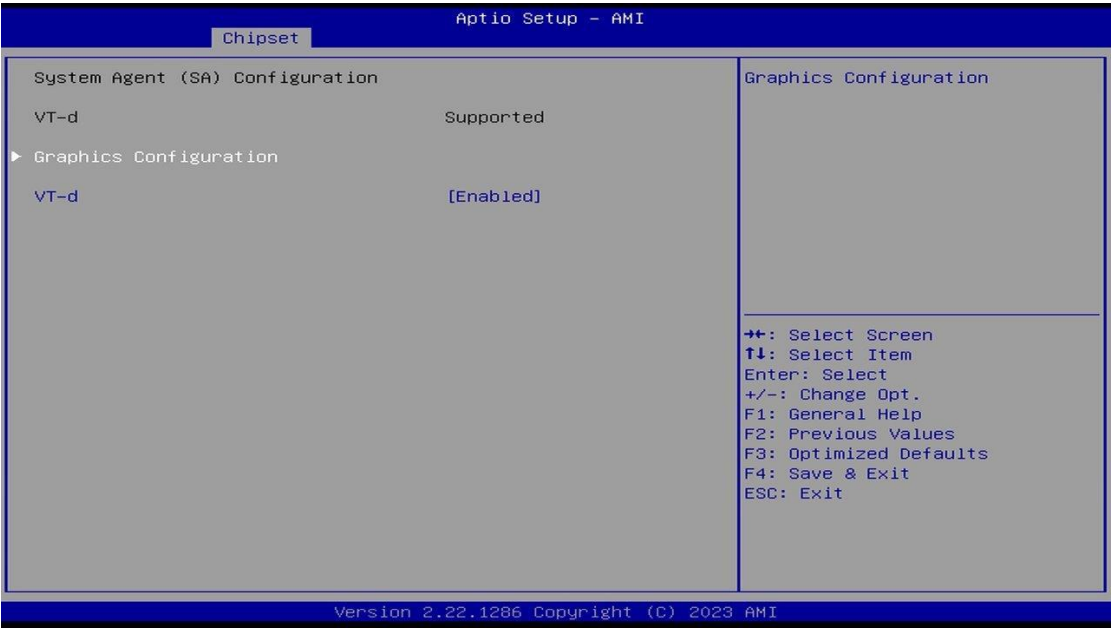 Aptio Setup – AMI
Chipset
System Agent (SA) Configuration
VT-d Supported
▶ Graphics Configuration
VT-d [Enabled]
Graphics Configuration
→←: Select Screen
↑↓: Select Item
Enter: Select
+/-: Change Opt.
F1: General Help
F2: Previous Values
F3: Optimized Defaults
F4: Save & Exit
ESC: Exit
Version 2.22.1286 Copyright (C) 2023 AMI